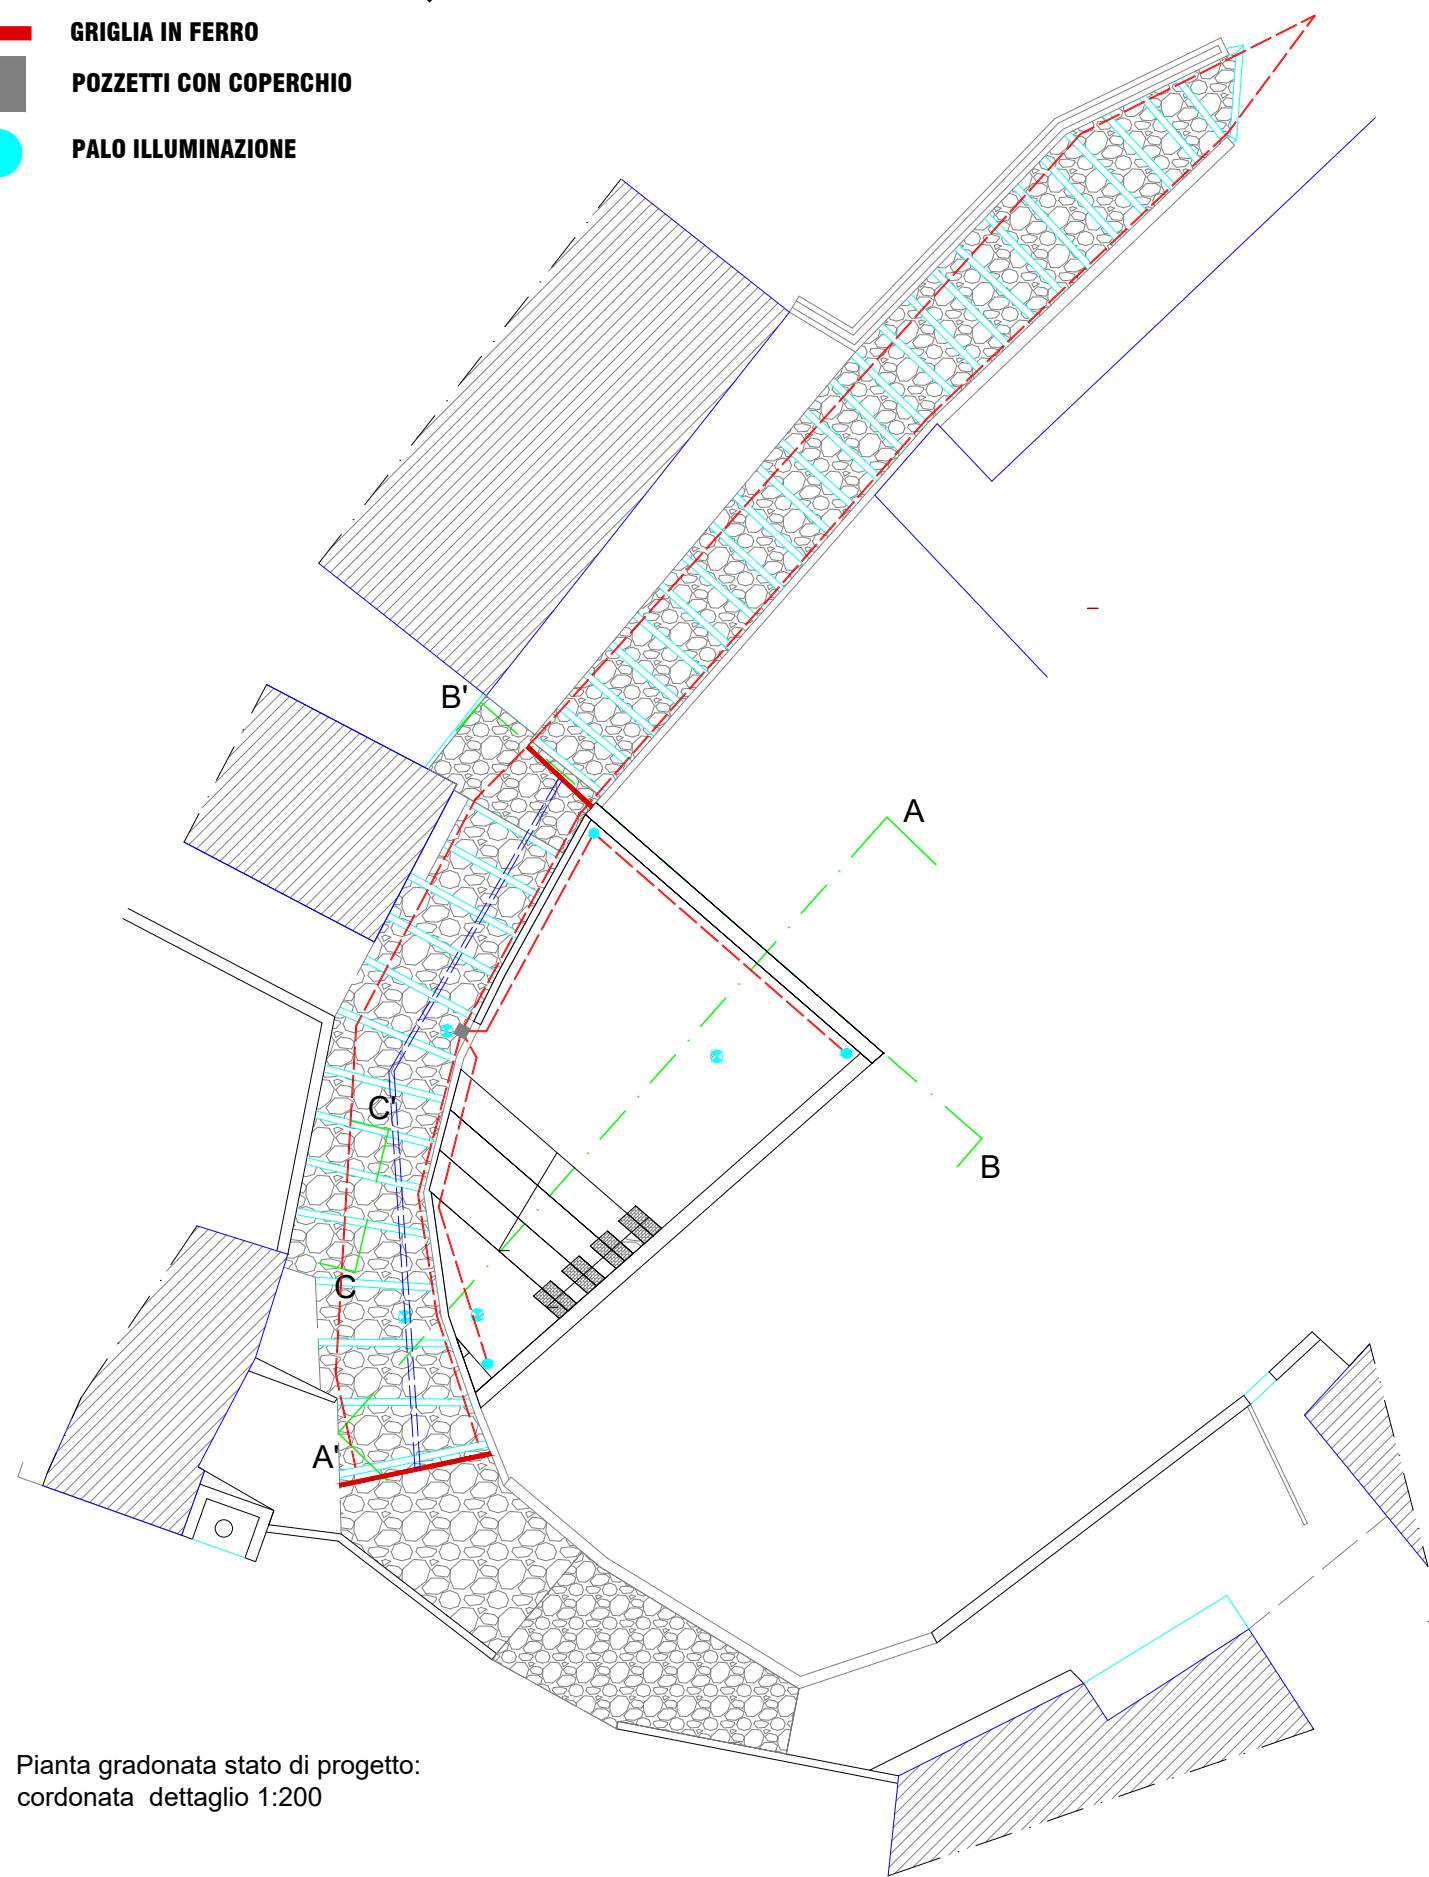 GRIGLIA IN FERRO
POZZETTI CON COPERCHIO
PALO ILLUMINAZIONE
B'
A
C'
B
C
A'
Pianta gradonata stato di progetto:
cordonata dettaglio 1:200